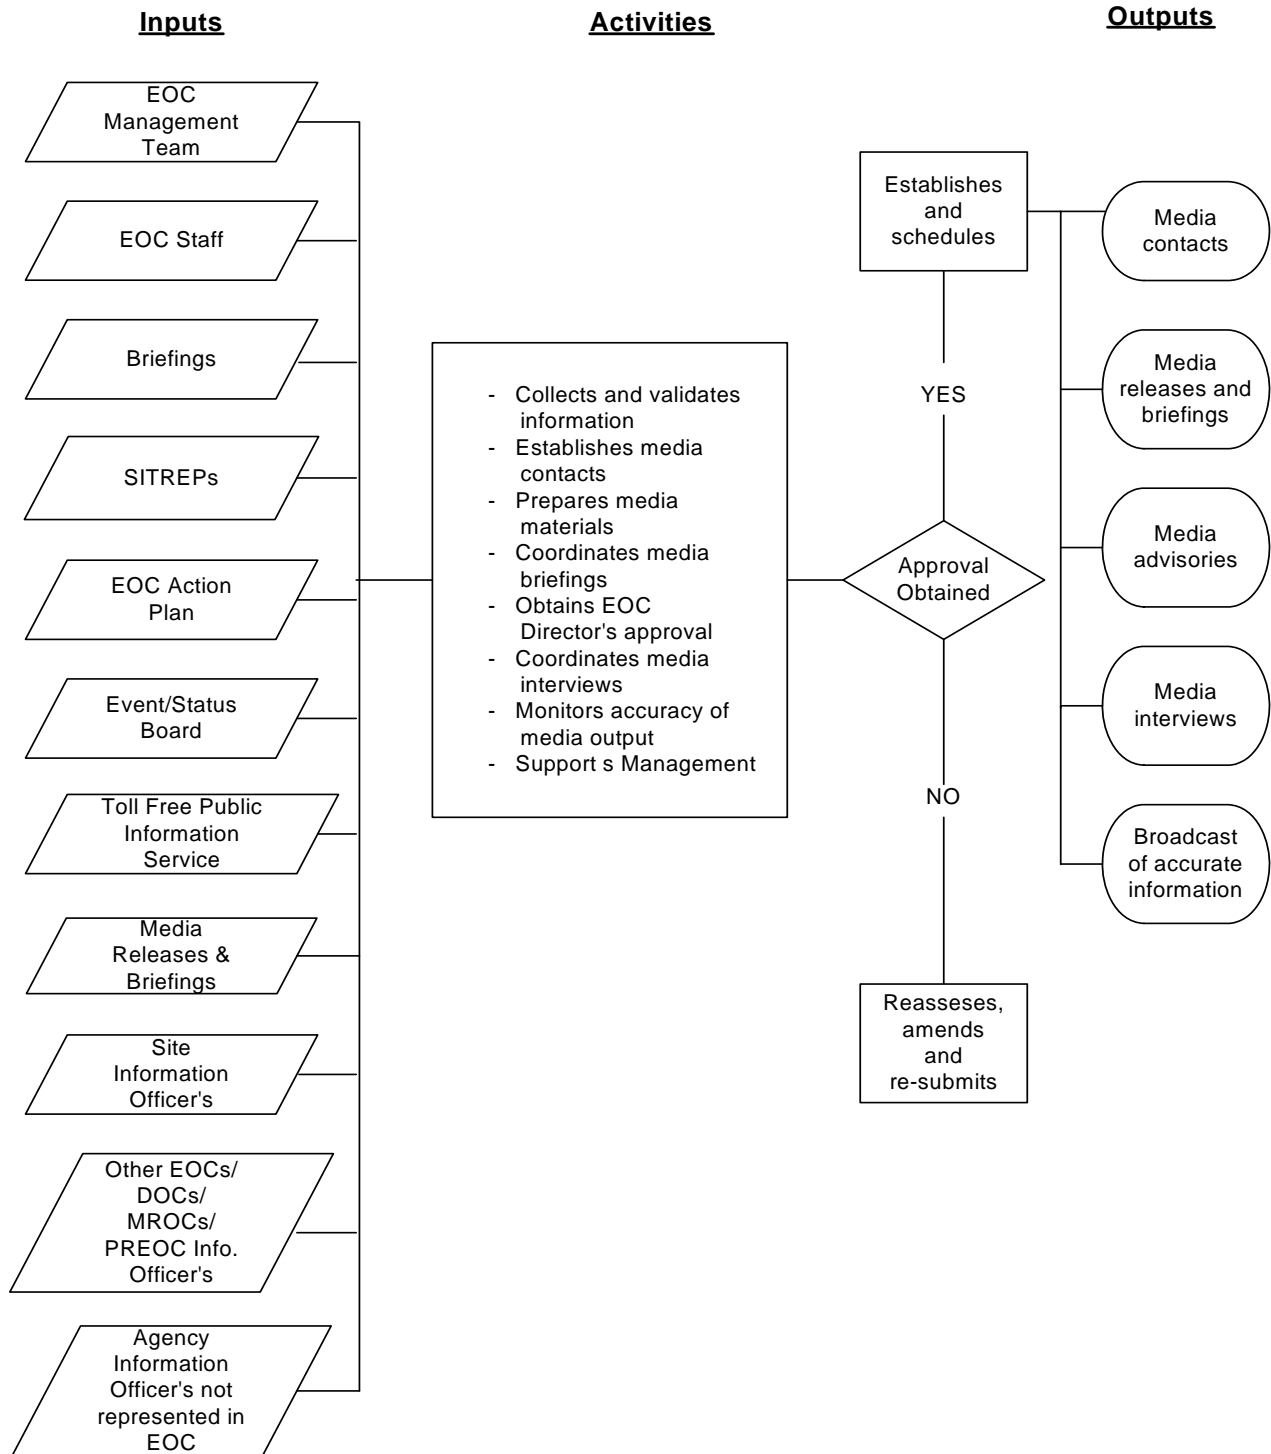 Inputs
Activities
Outputs
EOC
Management
Team
EOC Staff
Briefings
SITREPs
EOC Action
Plan
Event/Status
Board
Toll Free Public
Information
Service
Media
Releases &
Briefings
Site
Information
Officer's
Other EOCs/
DOCs/
MROCs/
PREOC Info.
Officer's
Agency
Information
Officer's not
represented in
EOC
- Collects and validates
information
- Establishes media
contacts
- Prepares media
materials
- Coordinates media
briefings
- Obtains EOC
Director's approval
- Coordinates media
interviews
- Monitors accuracy of
media output
- Support s Management
Establishes
and
schedules
YES
Approval
Obtained
NO
Reasseses,
amends
and
re-submits
Media
contacts
Media
releases and
briefings
Media
advisories
Media
interviews
Broadcast
of accurate
information